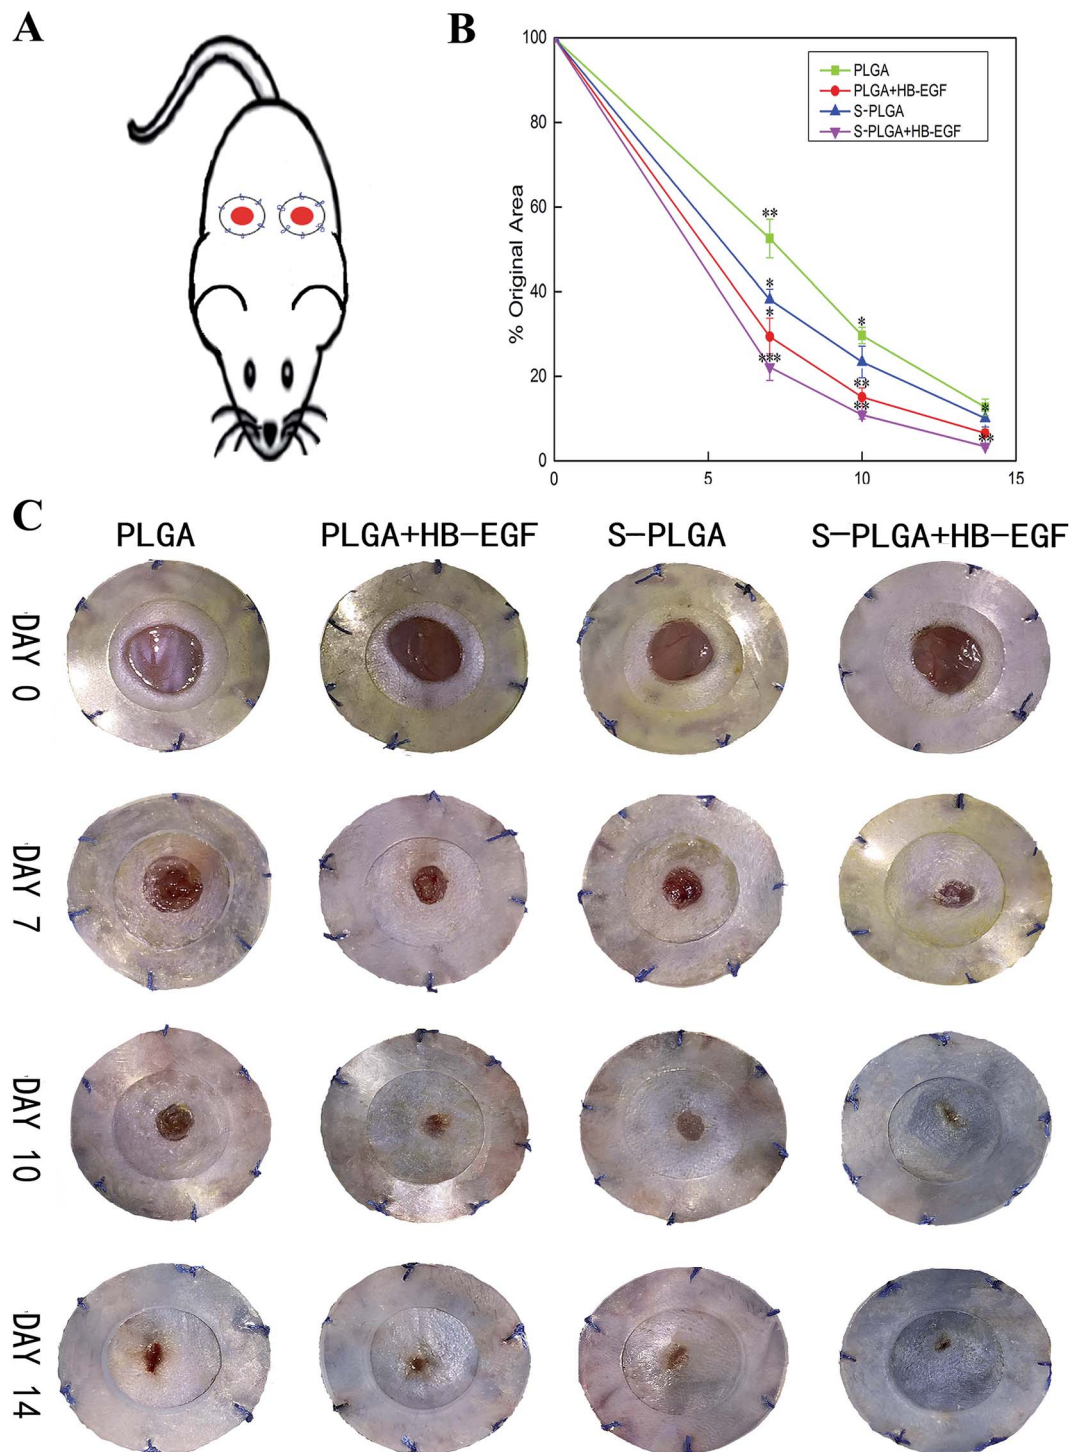 A
B
100
80
60
40
20
0
% Original Area
PLGA
PLGA+HB-EGF
S-PLGA
S-PLGA+HB-EGF
**
*
*
*
***
**
**
*
**
0
5
10
15
C
PLGA
PLGA+HB-EGF
S-PLGA
S-PLGA+HB-EGF
DAY 0
DAY 7
DAY 10
DAY 14